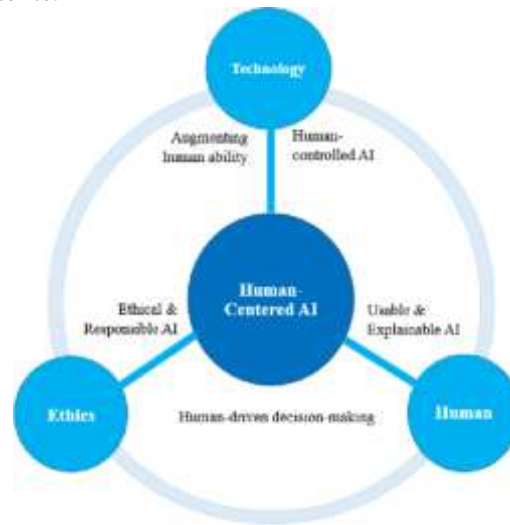 Technology
Augmenting
human ability
Human-
controlled AI
Human-
Centered AI
Ethical &
Responsible AI
Usable &
Explainable AI
Ethics
Human-driven decision-making
Human